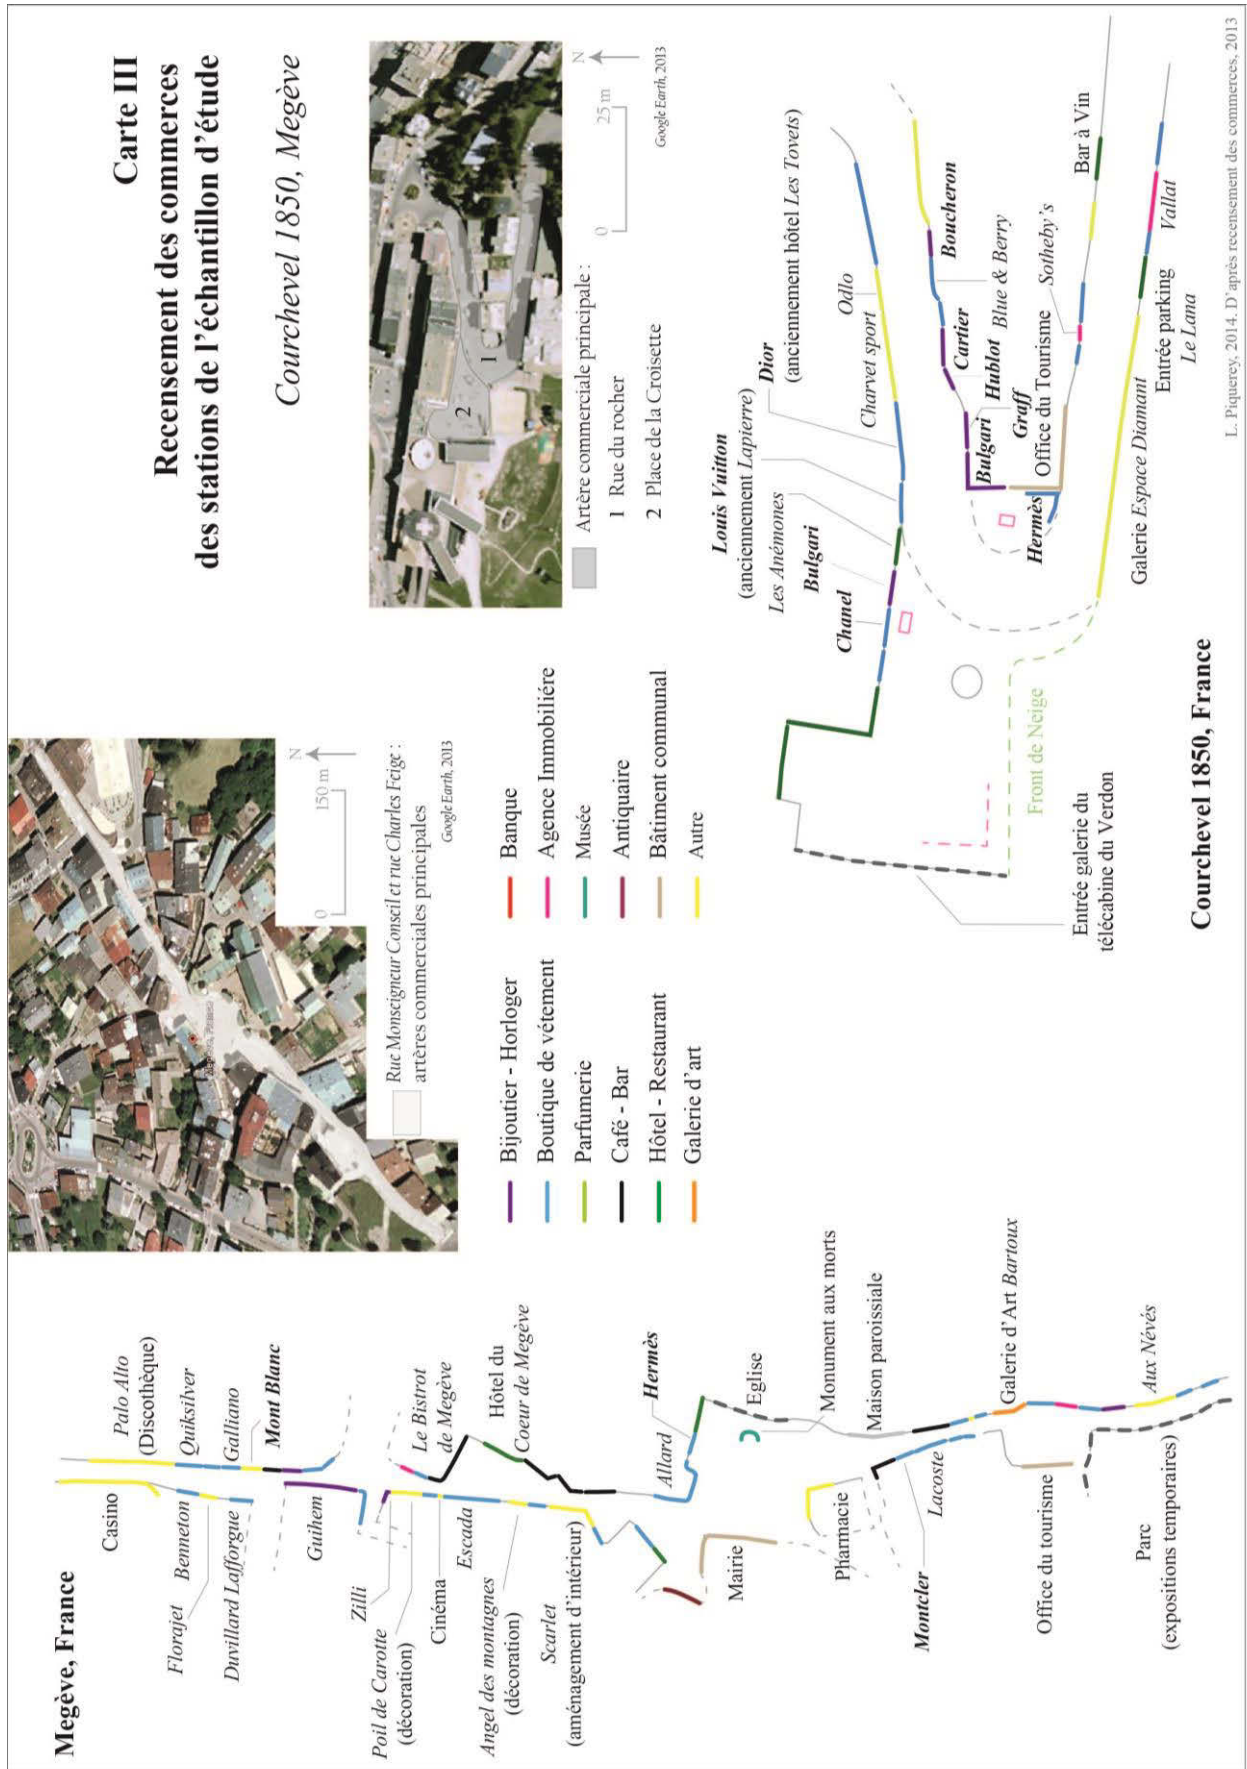 Carte III
Recensement des commerces
des stations de l'échantillon d'étude
Courchevel 1850, Megève
N
0
25 m
Google Earth, 2013
1
2
Artère commerciale principale :
1 Rue du rocher
2 Place de la Croisette
N
0
150 m
Rue Monseigneur Conseil et rue Charles Feige :
artères commerciales principales
Google Earth, 2013
Bijoutier - Horloger
Boutique de vêtement
Parfumerie
Café - Bar
Hôtel - Restaurant
Galerie d'art
Banque
Agence Immobilière
Musée
Antiquaire
Bâtiment communal
Autre
Megève, France
Casino
Palo Alto
(Discothèque)
Florajet
Benneton
Quiksilver
Duvillard Lafforgue
Galliano
Mont Blanc
Guihem
Zilli
Poil de Carotte
(décoration)
Cinéma
Le Bistrot
de Megève
Escada
Hôtel du
Coeur de Megève
Angel des montagnes
(décoration)
Scarlet
(aménagement d'intérieur)
Hermès
Allard
Mairie
Eglise
Monument aux morts
Pharmacie
Maison paroissiale
Montcler
Lacoste
Galerie d'Art Bartoux
Office du tourisme
Aux Névés
Parc
(expositions temporaires)
Louis Vuitton
(anciennement Lapierre)
Dior
(anciennement hôtel Les Tovets)
Les Anémones
Bulgari
Chanel
Charvet sport
Odlo
Boucheron
Blue & Berry
Cartier
Hublot
Graff
Bulgari
Office du Tourisme
Hermès
Sotheby's
Bar à Vin
Vallat
Entrée parking
Le Lana
Galerie Espace Diamant
Front de Neige
Entrée galerie du
télécabine du Verdon
Courchevel 1850, France
L. Piquerey, 2014. D'après recensement des commerces, 2013